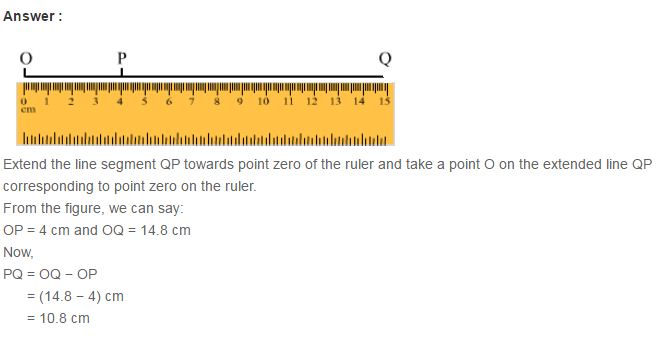 Answer :
O P Q
0 1 2 3 4 5 6 7 8 9 10 11 12 13 14 15
cm
Extend the line segment QP towards point zero of the ruler and take a point O on the extended line QP
corresponding to point zero on the ruler.
From the figure, we can say:
OP = 4 cm and OQ = 14.8 cm
Now,
PQ = OQ − OP
= (14.8 − 4) cm
= 10.8 cm